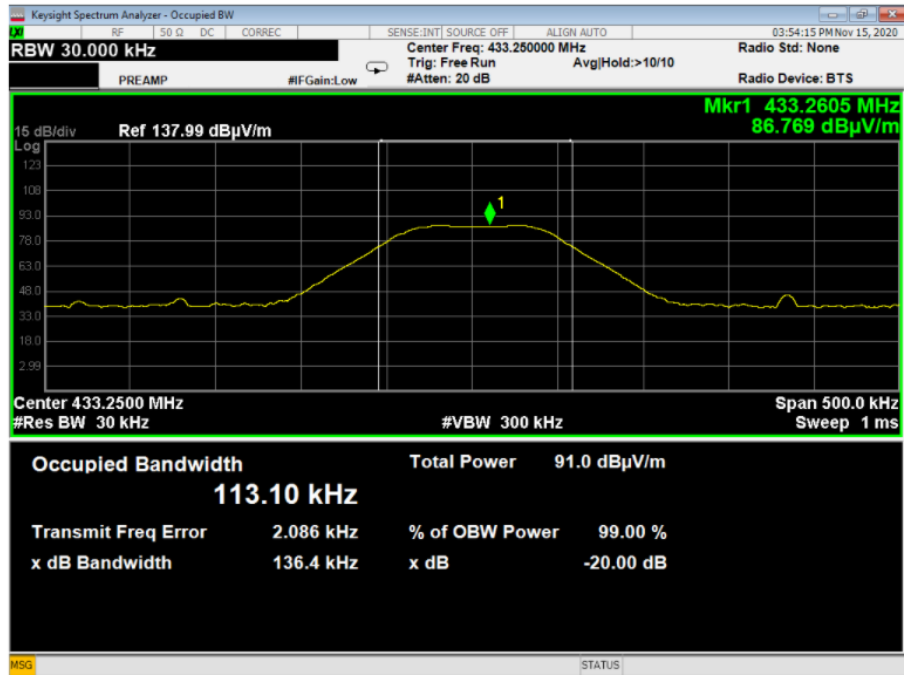 Keysight Spectrum Analyzer - Occupied BW
LXI RF 50 Ω DC CORREC SENSE:INT SOURCE OFF ALIGN AUTO 03:54:15 PM Nov 15, 2020
RBW 30.000 kHz Center Freq: 433.250000 MHz Radio Std: None
Trig: Free Run Avg|Hold:>10/10
PREAMP #IFGain:Low #Atten: 20 dB Radio Device: BTS
Mkr1 433.2605 MHz
15 dB/div Ref 137.99 dBµV/m 86.769 dBµV/m
Log
123
108
93.0
1
78.0
63.0
48.0
33.0
18.0
2.99
Center 433.2500 MHz Span 500.0 kHz
#Res BW 30 kHz #VBW 300 kHz Sweep 1 ms
Occupied Bandwidth Total Power 91.0 dBµV/m
113.10 kHz
Transmit Freq Error 2.086 kHz % of OBW Power 99.00 %
x dB Bandwidth 136.4 kHz x dB -20.00 dB
MSG STATUS